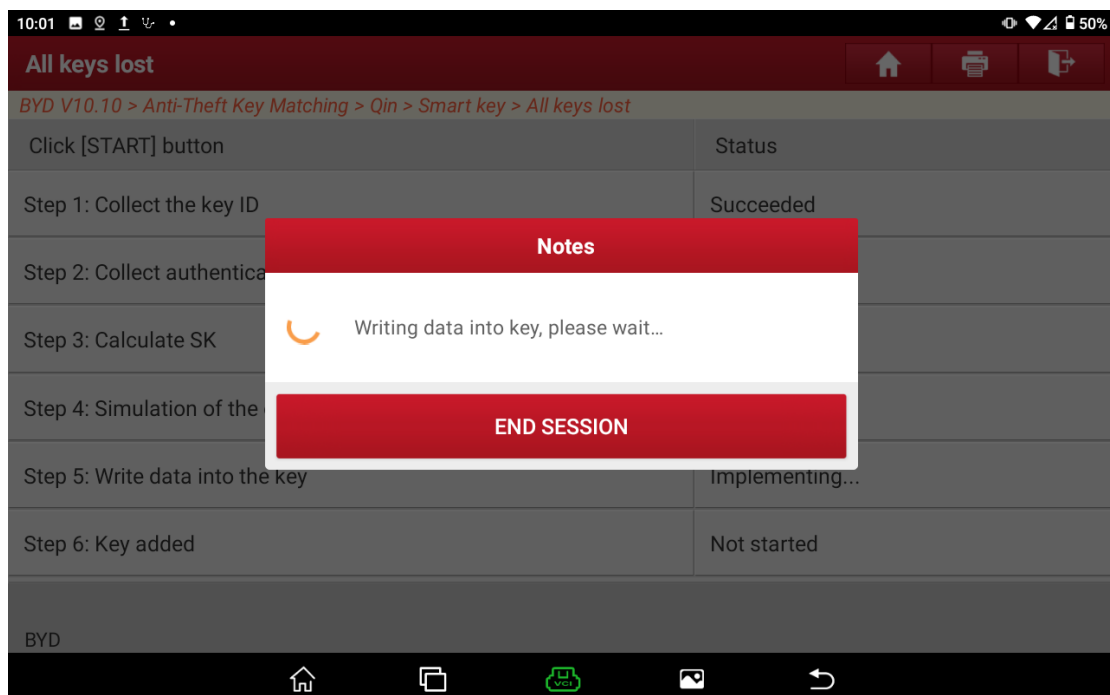 10:01
50%
All keys lost
BYD V10.10 > Anti-Theft Key Matching > Qin > Smart key > All keys lost
Click [START] button Status
Step 1: Collect the key ID Succeeded
Notes
Step 2: Collect authentica
Writing data into key, please wait...
Step 3: Calculate SK
Step 4: Simulation of the
END SESSION
Step 5: Write data into the key Implementing...
Step 6: Key added Not started
BYD
VCI